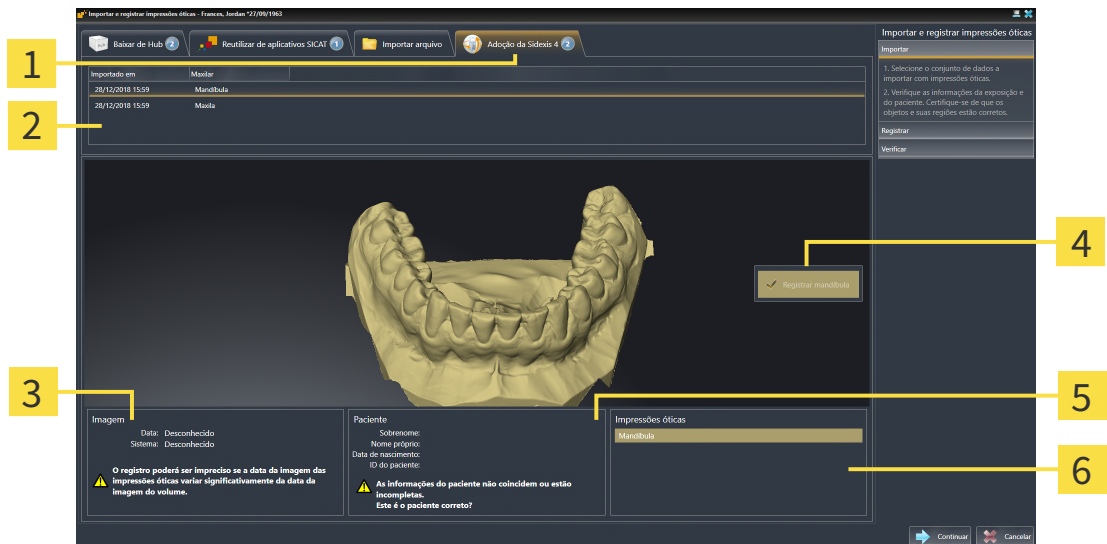 Importar e registrar impressões óticas - Frances, Jordan *27/09/1963
Baixar de Hub 2
Reutilizar de aplicativos SICAT 1
Importar arquivo
Adoção da Sidexis 4 2
Importado em Maxilar
28/12/2018 15:59 Mandíbula
28/12/2018 15:59 Maxila
Importar e registrar impressões óticas
Importar
1. Selecione o conjunto de dados a
importar com impressões óticas.
2. Verifique as informações da exposição e
do paciente. Certifique-se de que os
objetos e suas regiões estão corretos.
Registrar
Verificar
Registrar mandíbula
Imagem
Data: Desconhecido
Sistema: Desconhecido
O registro poderá ser impreciso se a data da imagem das
impressões óticas variar significativamente da data da
imagem do volume.
Paciente
Sobrenome:
Nome próprio:
Data de nascimento:
ID do paciente:
As informações do paciente não coincidem ou estão
incompletas.
Este é o paciente correto?
Impressões óticas
Mandíbula
Continuar
Cancelar
1
2
3
4
5
6